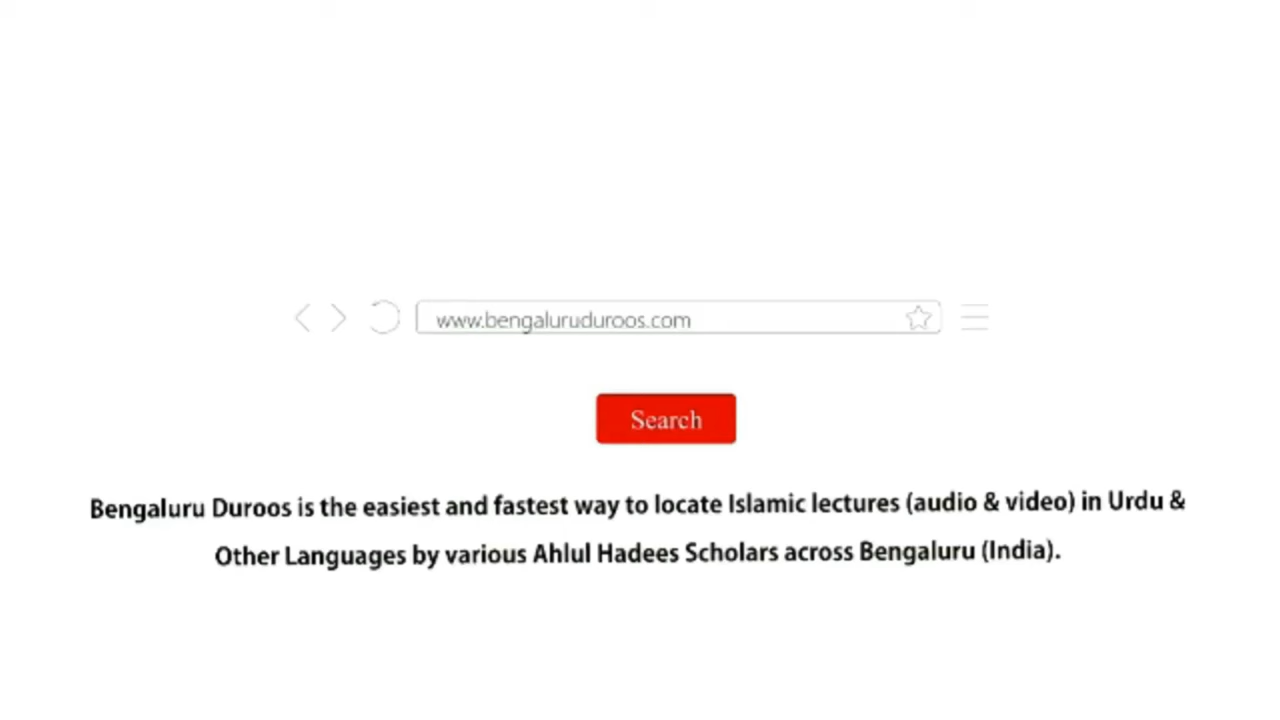 www.bengaluruduroos.com
Search
Bengaluru Duroos is the easiest and fastest way to locate Islamic lectures (audio & video) in Urdu &
Other Languages by various Ahlul Hadees Scholars across Bengaluru (India).